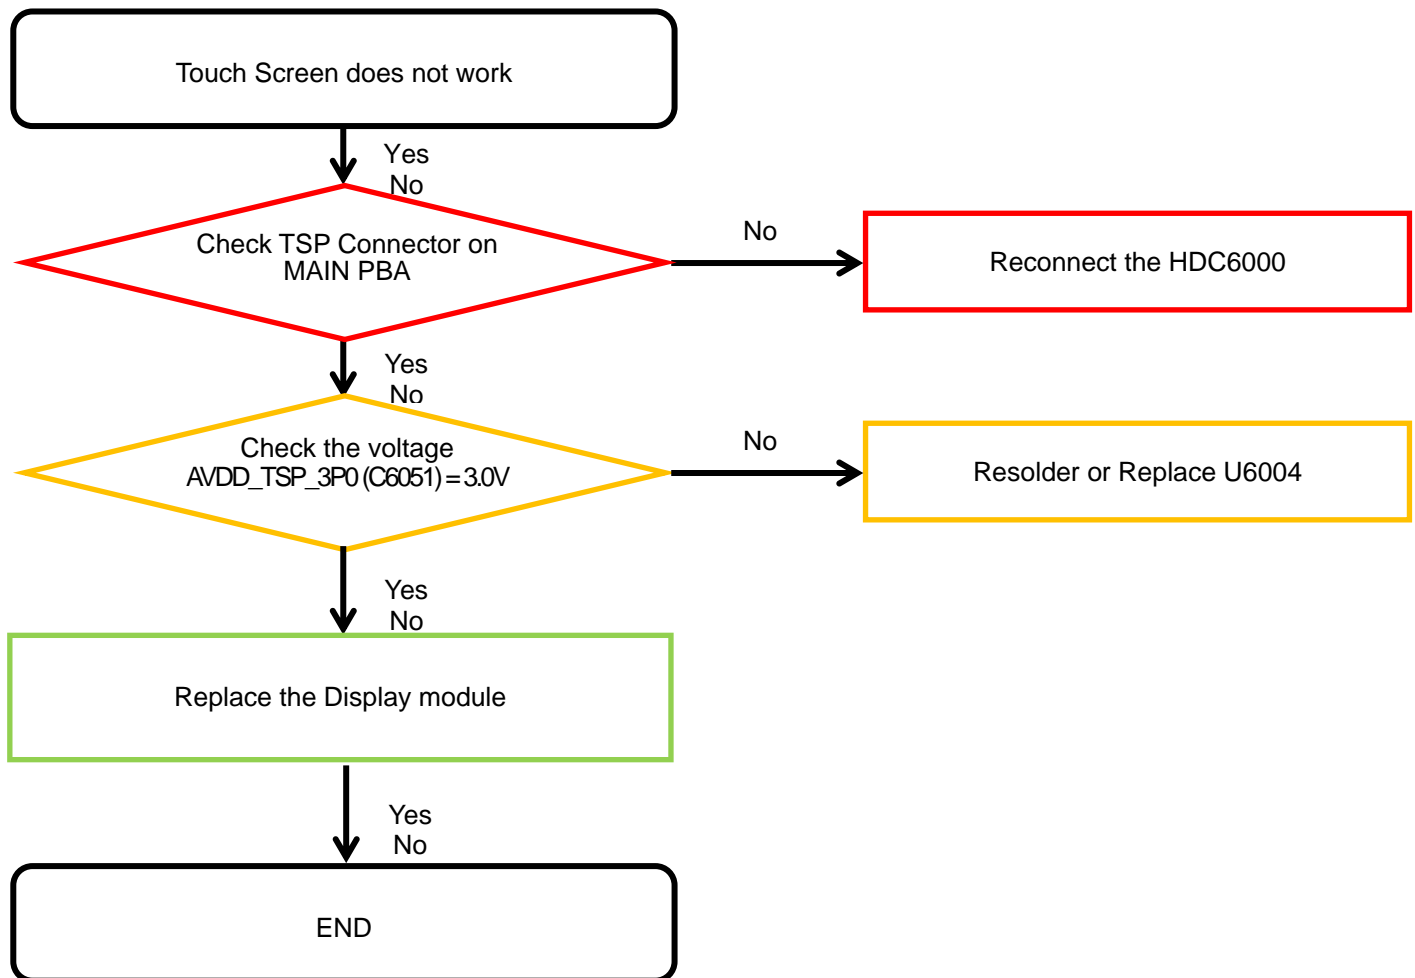 Touch Screen does not work
Yes
No
Check TSP Connector on
MAIN PBA
No
Reconnect the HDC6000
Yes
No
Check the voltage
AVDD_TSP_3P0 (C6051) = 3.0V
No
Resolder or Replace U6004
Yes
No
Replace the Display module
Yes
No
END